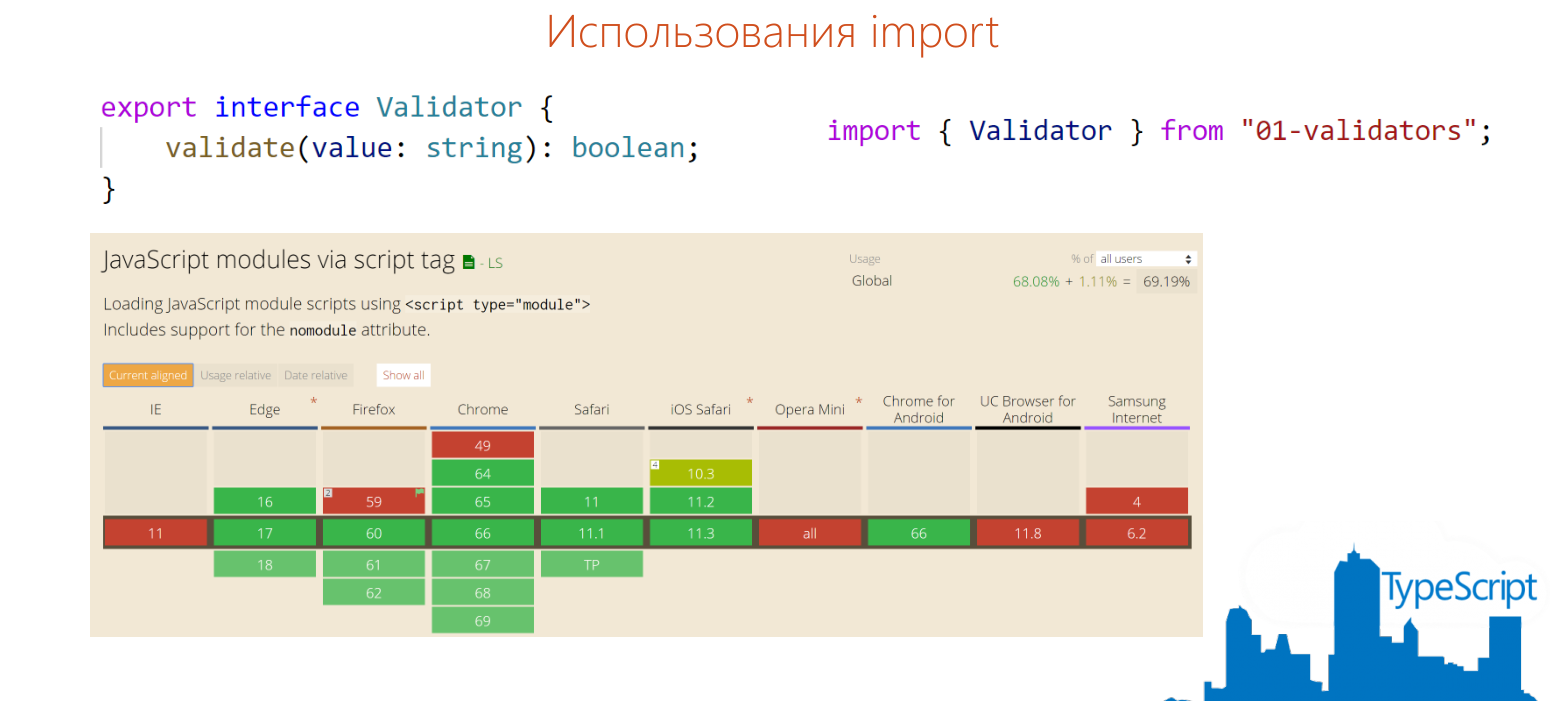 Использования import
export interface Validator {
validate(value: string): boolean;
}
import { Validator } from "01-validators";
JavaScript modules via script tag - LS
Usage % of all users
Global 68.08% + 1.11% = 69.19%
Loading JavaScript module scripts using <script type="module">
Includes support for the nomodule attribute.
Current aligned Usage relative Date relative Show all
IE Edge * Firefox Chrome Safari iOS Safari * Opera Mini * Chrome for Android UC Browser for Android Samsung Internet
49
64 4 10.3
16 2 59 65 11 11.2 4
11 17 60 66 11.1 11.3 all 66 11.8 6.2
18 61 67 TP
62 68
69
TypeScript